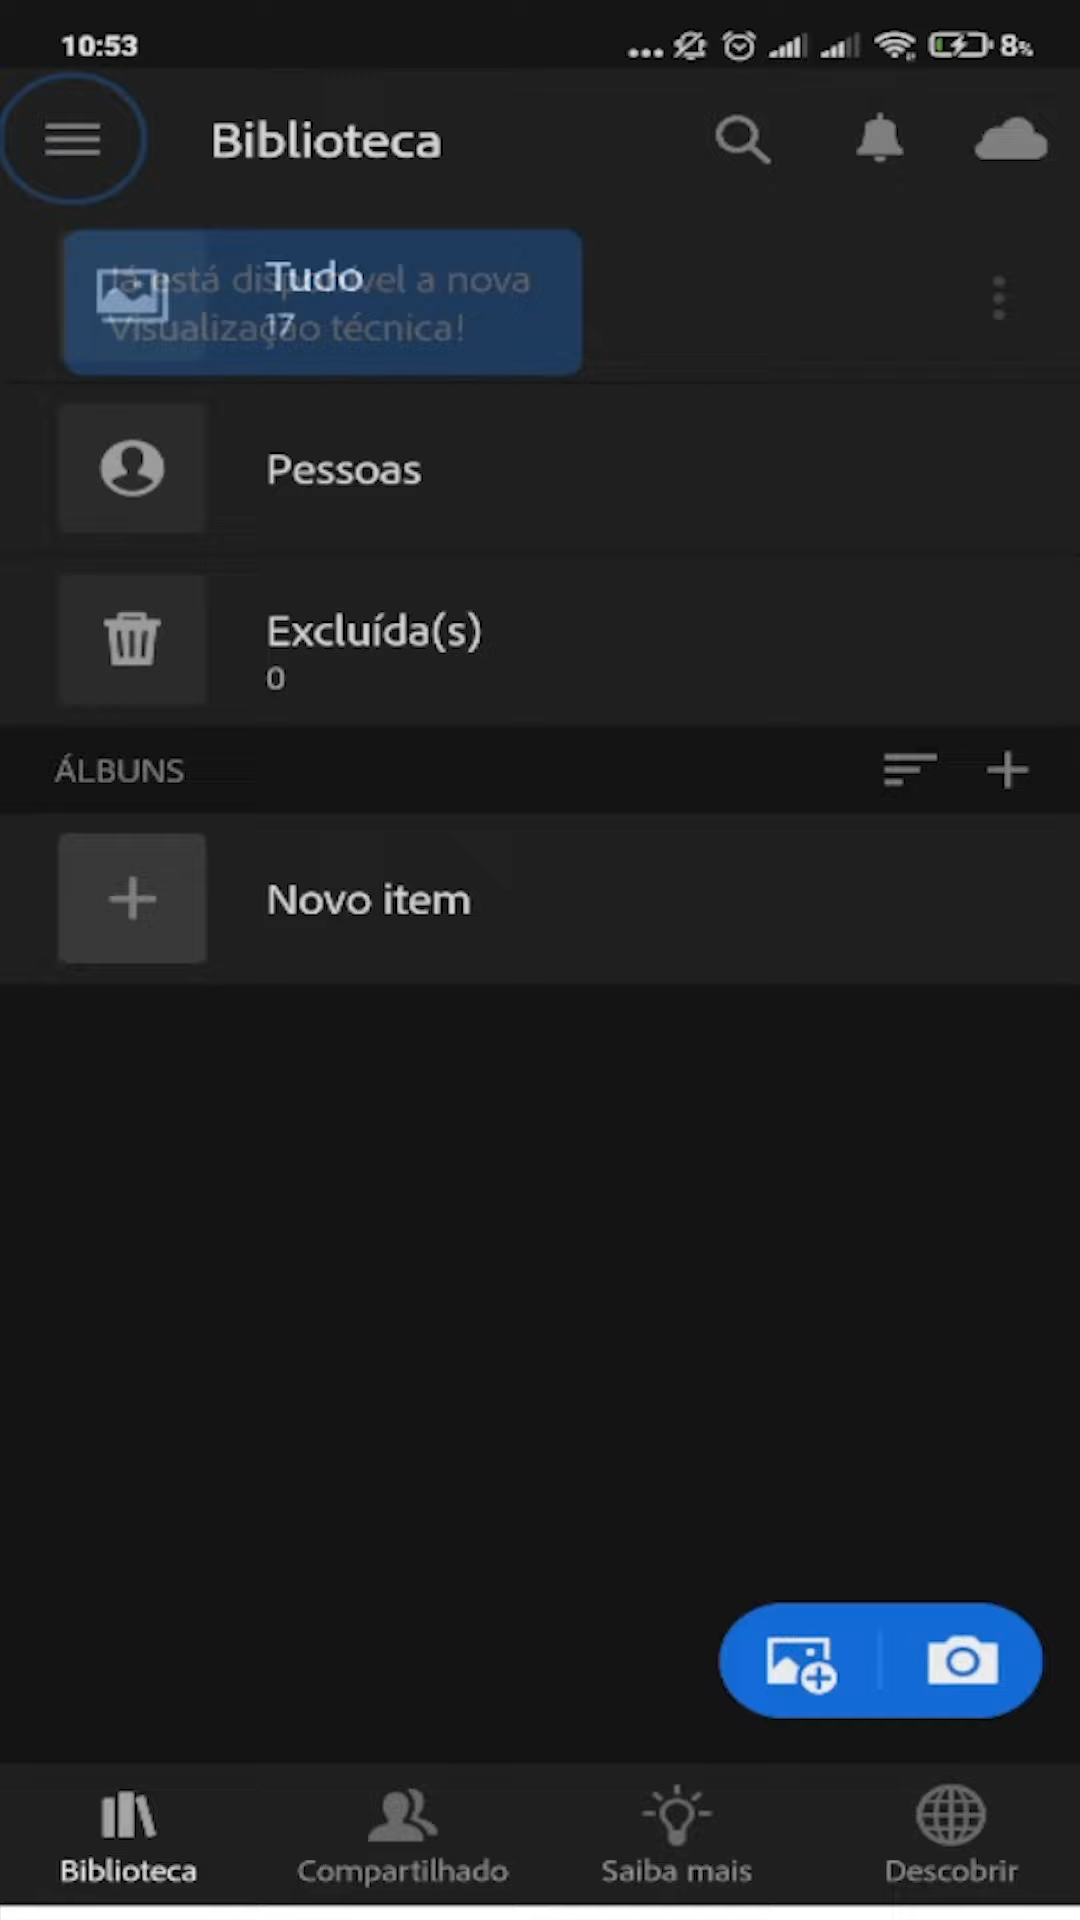 10:53
8%
Biblioteca
Já está disponível a nova
visualização técnica!
Tudo
17
Pessoas
Excluída(s)
0
ÁLBUNS
Novo item
Biblioteca
Compartilhado
Saiba mais
Descobrir